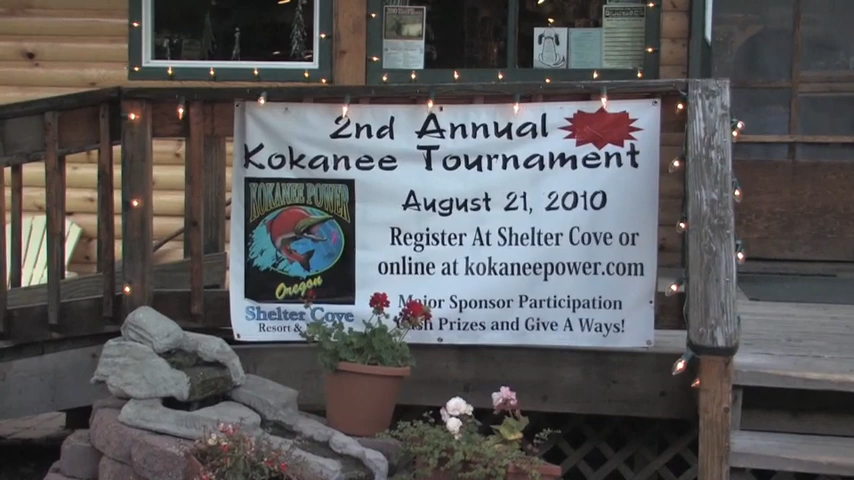 2nd Annual
Kokanee Tournament
August 21, 2010
Register At Shelter Cove or
online at kokaneepower.com
KOKANEE POWER
Oregon
Shelter Cove
Resort &
Major Sponsor Participation
Cash Prizes and Give A Ways!